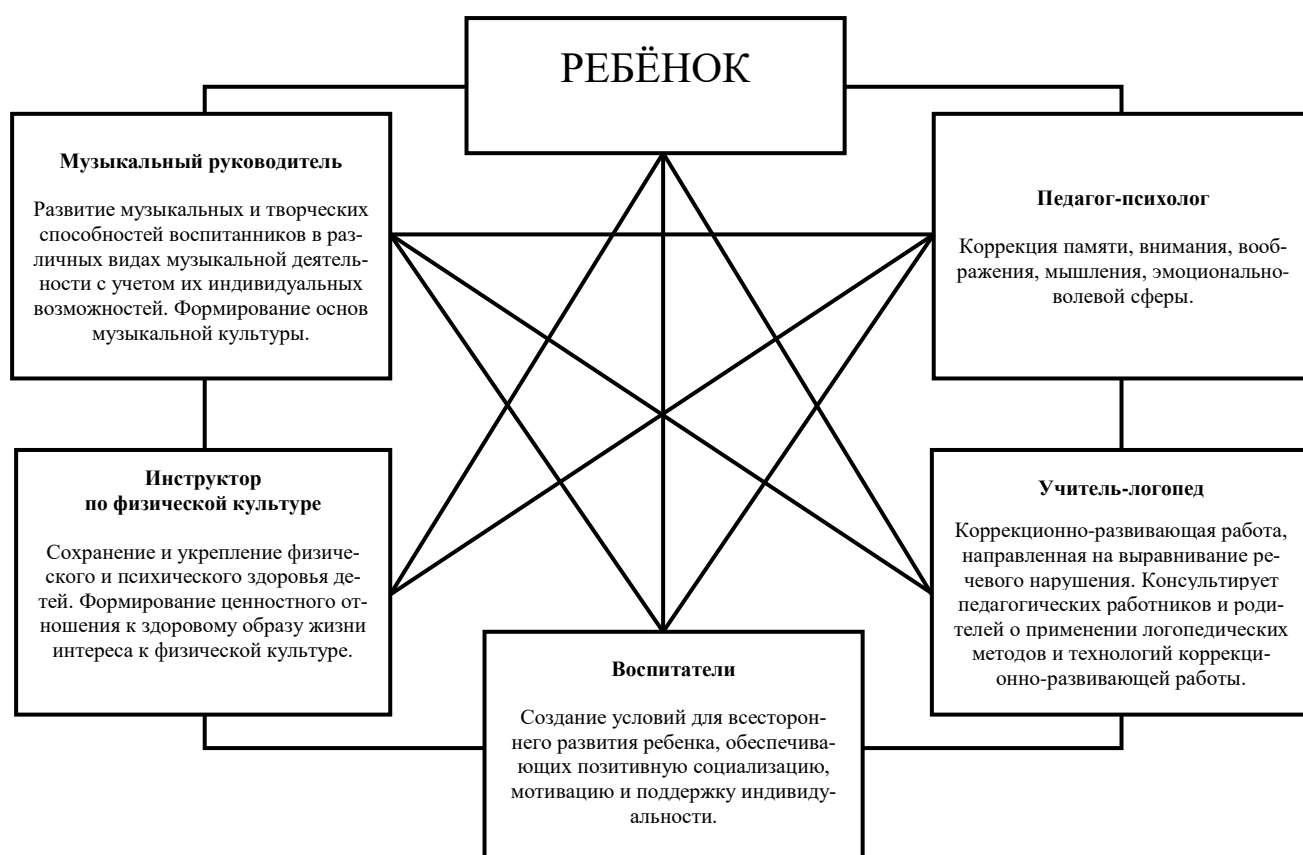 РЕБЁНОК
Музыкальный руководитель
Развитие музыкальных и творческих
способностей воспитанников в раз-
личных видах музыкальной деятель-
ности с учетом их индивидуальных
возможностей. Формирование основ
музыкальной культуры.
Педагог-психолог
Коррекция памяти, внимания, вооб-
ражения, мышления, эмоционально-
волевой сферы.
Инструктор
по физической культуре
Сохранение и укрепление физиче-
ского и психического здоровья де-
тей. Формирование ценностного от-
ношения к здоровому образу жизни
интереса к физической культуре.
Учитель-логопед
Коррекционно-развивающая работа,
направленная на выравнивание ре-
чевого нарушения. Консультирует
педагогических работников и роди-
телей о применении логопедических
методов и технологий коррекци-
онно-развивающей работы.
Воспитатели
Создание условий для всесторон-
него развития ребенка, обеспечива-
ющих позитивную социализацию,
мотивацию и поддержку индивиду-
альности.